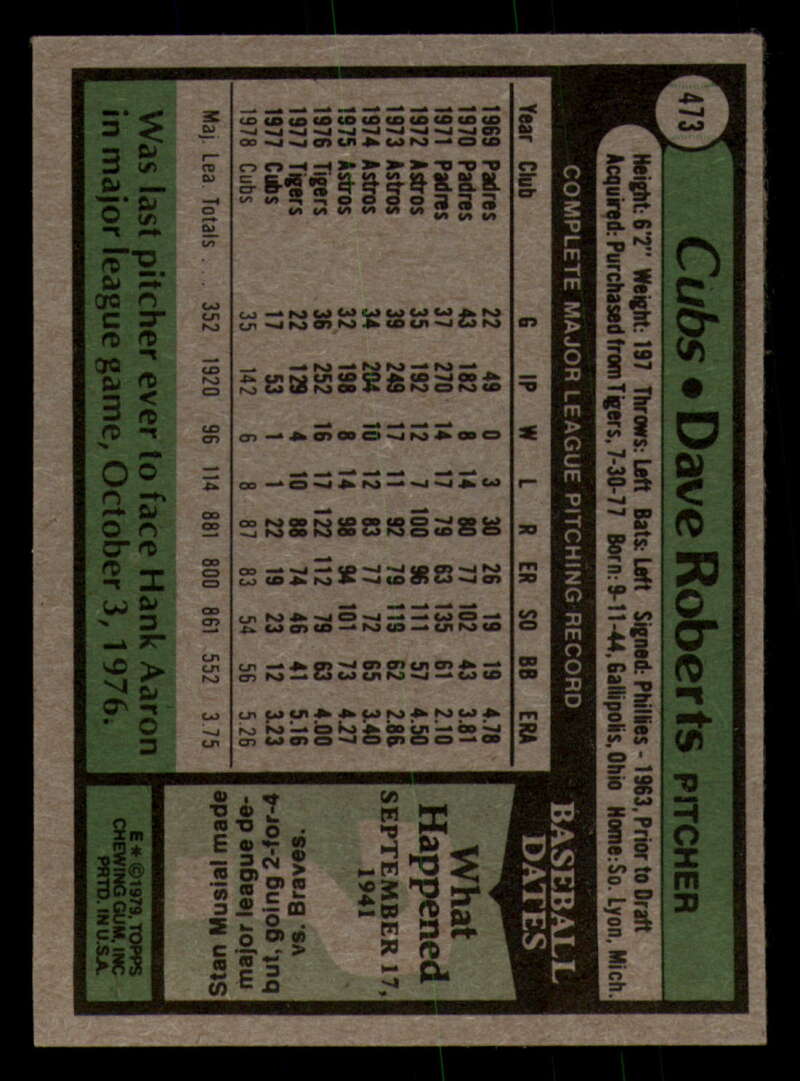 473
Cubs • Dave Roberts PITCHER
Height: 6'2" Weight: 197 Throws: Left Bats: Left Signed: Phillies - 1963, Prior to Draft
Acquired: Purchased from Tigers, 7-30-77 Born: 9-11-44, Gallipolis, Ohio Home: So. Lyon, Mich.
COMPLETE MAJOR LEAGUE PITCHING RECORD
Year Club G IP W L R ER SO BB ERA
1969 Padres 22 49 0 3 30 26 19 19 4.78
1970 Padres 43 182 8 14 80 77 102 43 3.81
1971 Padres 37 270 14 17 79 63 135 61 2.10
1972 Astros 35 192 12 7 100 96 111 57 4.50
1973 Astros 39 249 17 11 92 79 119 62 2.86
1974 Astros 34 204 10 12 83 77 72 65 3.40
1975 Astros 32 198 8 14 98 94 101 73 4.27
1976 Tigers 36 252 16 17 122 112 79 63 4.00
1977 Tigers 22 129 4 10 88 74 46 41 5.16
1977 Cubs 17 53 1 1 22 19 23 12 3.23
1978 Cubs 35 142 6 8 87 83 54 56 5.26
Maj. Lea Totals . . . 352 1920 96 114 881 800 861 552 3.75
Was last pitcher ever to face Hank Aaron
in major league game, October 3, 1976.
BASEBALL
DATES
What
Happened
SEPTEMBER 17,
1941
Stan Musial made
major league de-
but, going 2-for-4
vs. Braves.
E* © 1979, TOPPS
CHEWING GUM, INC.
PRTD. IN U.S.A.